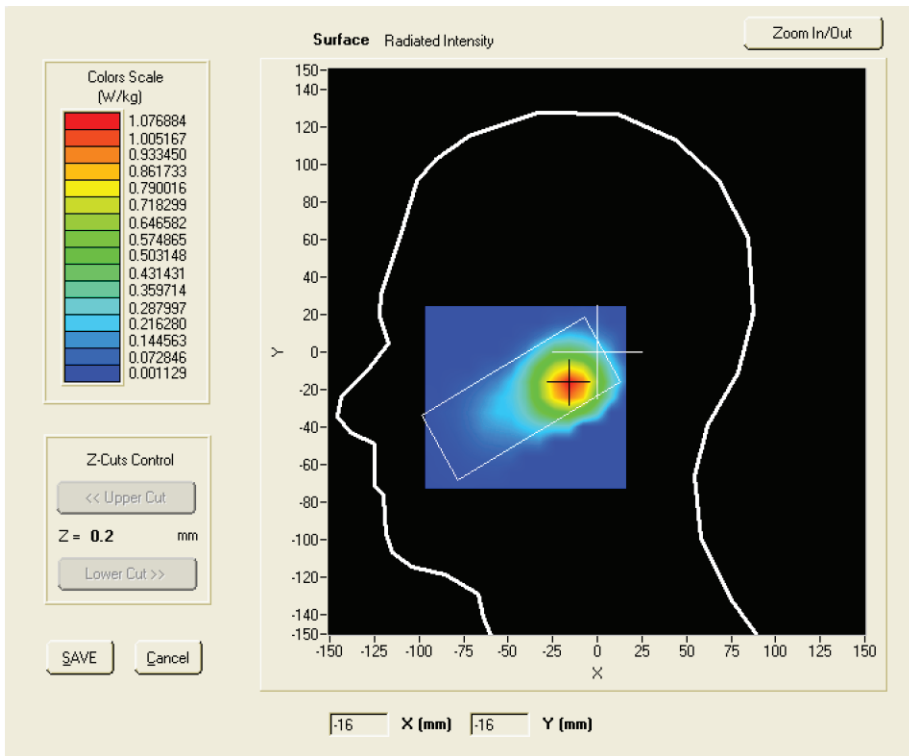 Surface Radiated Intensity
Zoom In/Out
Colors Scale
(W/kg)
1.076884
1.005167
0.933450
0.861733
0.790016
0.718299
0.646582
0.574865
0.503148
0.431431
0.359714
0.287997
0.216280
0.144563
0.072846
0.001129
Z-Cuts Control
<< Upper Cut
Z = 0.2 mm
Lower Cut >>
SAVE
Cancel
150-
140-
120-
100-
80-
60-
40-
20-
0-
-20-
-40-
-60-
-80-
-100-
-120-
-140-
-150-
Y
-150 -125 -100 -75 -50 -25 0 25 50 75 100 125 150
X
-16 X (mm) -16 Y (mm)